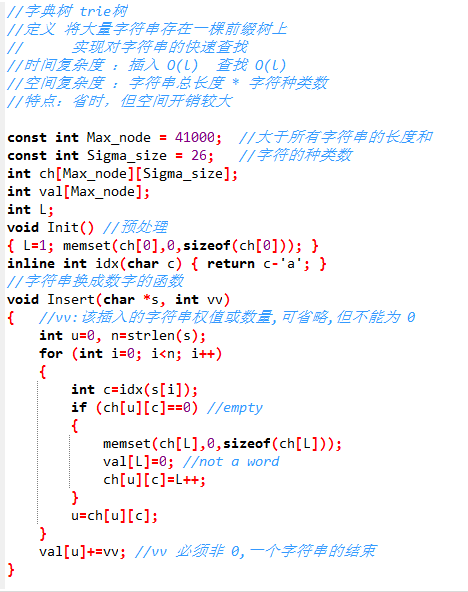 //字典树 trie树
//定义 将大量字符串存在一棵前缀树上
//      实现对字符串的快速查找
//时间复杂度 : 插入 O(l)  查找 O(l)
//空间复杂度 : 字符串总长度 * 字符种类数
//特点: 省时, 但空间开销较大

const int Max_node = 41000;  //大于所有字符串的长度和
const int Sigma_size = 26;   //字符的种类数
int ch[Max_node][Sigma_size];
int val[Max_node];
int L;
void Init() //预处理
{ L=1; memset(ch[0],0,sizeof(ch[0])); }
inline int idx(char c) { return c-'a'; }
//字符串换成数字的函数
void Insert(char *s, int vv)
{   //vv:该插入的字符串权值或数量,可省略,但不能为 0
    int u=0, n=strlen(s);
    for (int i=0; i<n; i++)
    {
        int c=idx(s[i]);
        if (ch[u][c]==0) //empty
        {
            memset(ch[L],0,sizeof(ch[L]));
            val[L]=0; //not a word
            ch[u][c]=L++;
        }
        u=ch[u][c];
    }
    val[u]+=vv; //vv 必须非 0,一个字符串的结束
}